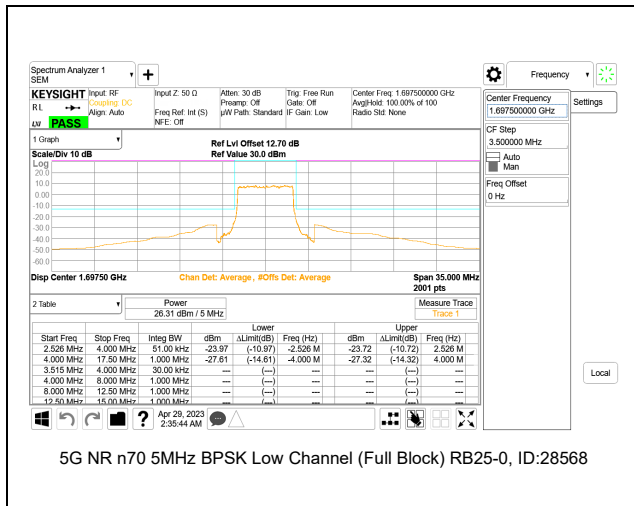 Spectrum Analyzer 1
SEM
Frequency
KEYSIGHT
RL
PASS
Input: RF
Coupling: DC
Align: Auto
Input Z: 50 Ω
Freq Ref: Int (S)
NFE: Off
Atten: 30 dB
Preamp: Off
µW Path: Standard
Trig: Free Run
Gate: Off
IF Gain: Low
Center Freq: 1.697500000 GHz
Avg|Hold: 100.00% of 100
Radio Std: None
Center Frequency
1.697500000 GHz
Settings
CF Step
3.500000 MHz
Auto
Man
Freq Offset
0 Hz
1 Graph
Scale/Div 10 dB
Ref Lvl Offset 12.70 dB
Ref Value 30.0 dBm
Log
20.0
10.0
0.00
-10.0
-20.0
-30.0
-40.0
-50.0
-60.0
Disp Center 1.69750 GHz
Chan Det: Average , #Offs Det: Average
Span 35.000 MHz
2001 pts
2 Table
Power
26.31 dBm / 5 MHz
Measure Trace
Trace 1
Lower Upper
Start Freq Stop Freq Integ BW dBm ΔLimit(dB) Freq (Hz) dBm ΔLimit(dB) Freq (Hz)
2.526 MHz 4.000 MHz 51.00 kHz -23.97 (-10.97) -2.526 M -23.72 (-10.72) 2.526 M
4.000 MHz 17.50 MHz 1.000 MHz -27.61 (-14.61) -4.000 M -27.32 (-14.32) 4.000 M
3.515 MHz 4.000 MHz 30.00 kHz --- (---) --- (---)
4.000 MHz 8.000 MHz 1.000 MHz --- (---) --- (---)
8.000 MHz 12.50 MHz 1.000 MHz --- (---) --- (---)
12.50 MHz 15.00 MHz 1.000 MHz --- (---) --- (---)
Local
?
Apr 29, 2023
2:35:44 AM
5G NR n70 5MHz BPSK Low Channel (Full Block) RB25-0, ID:28568